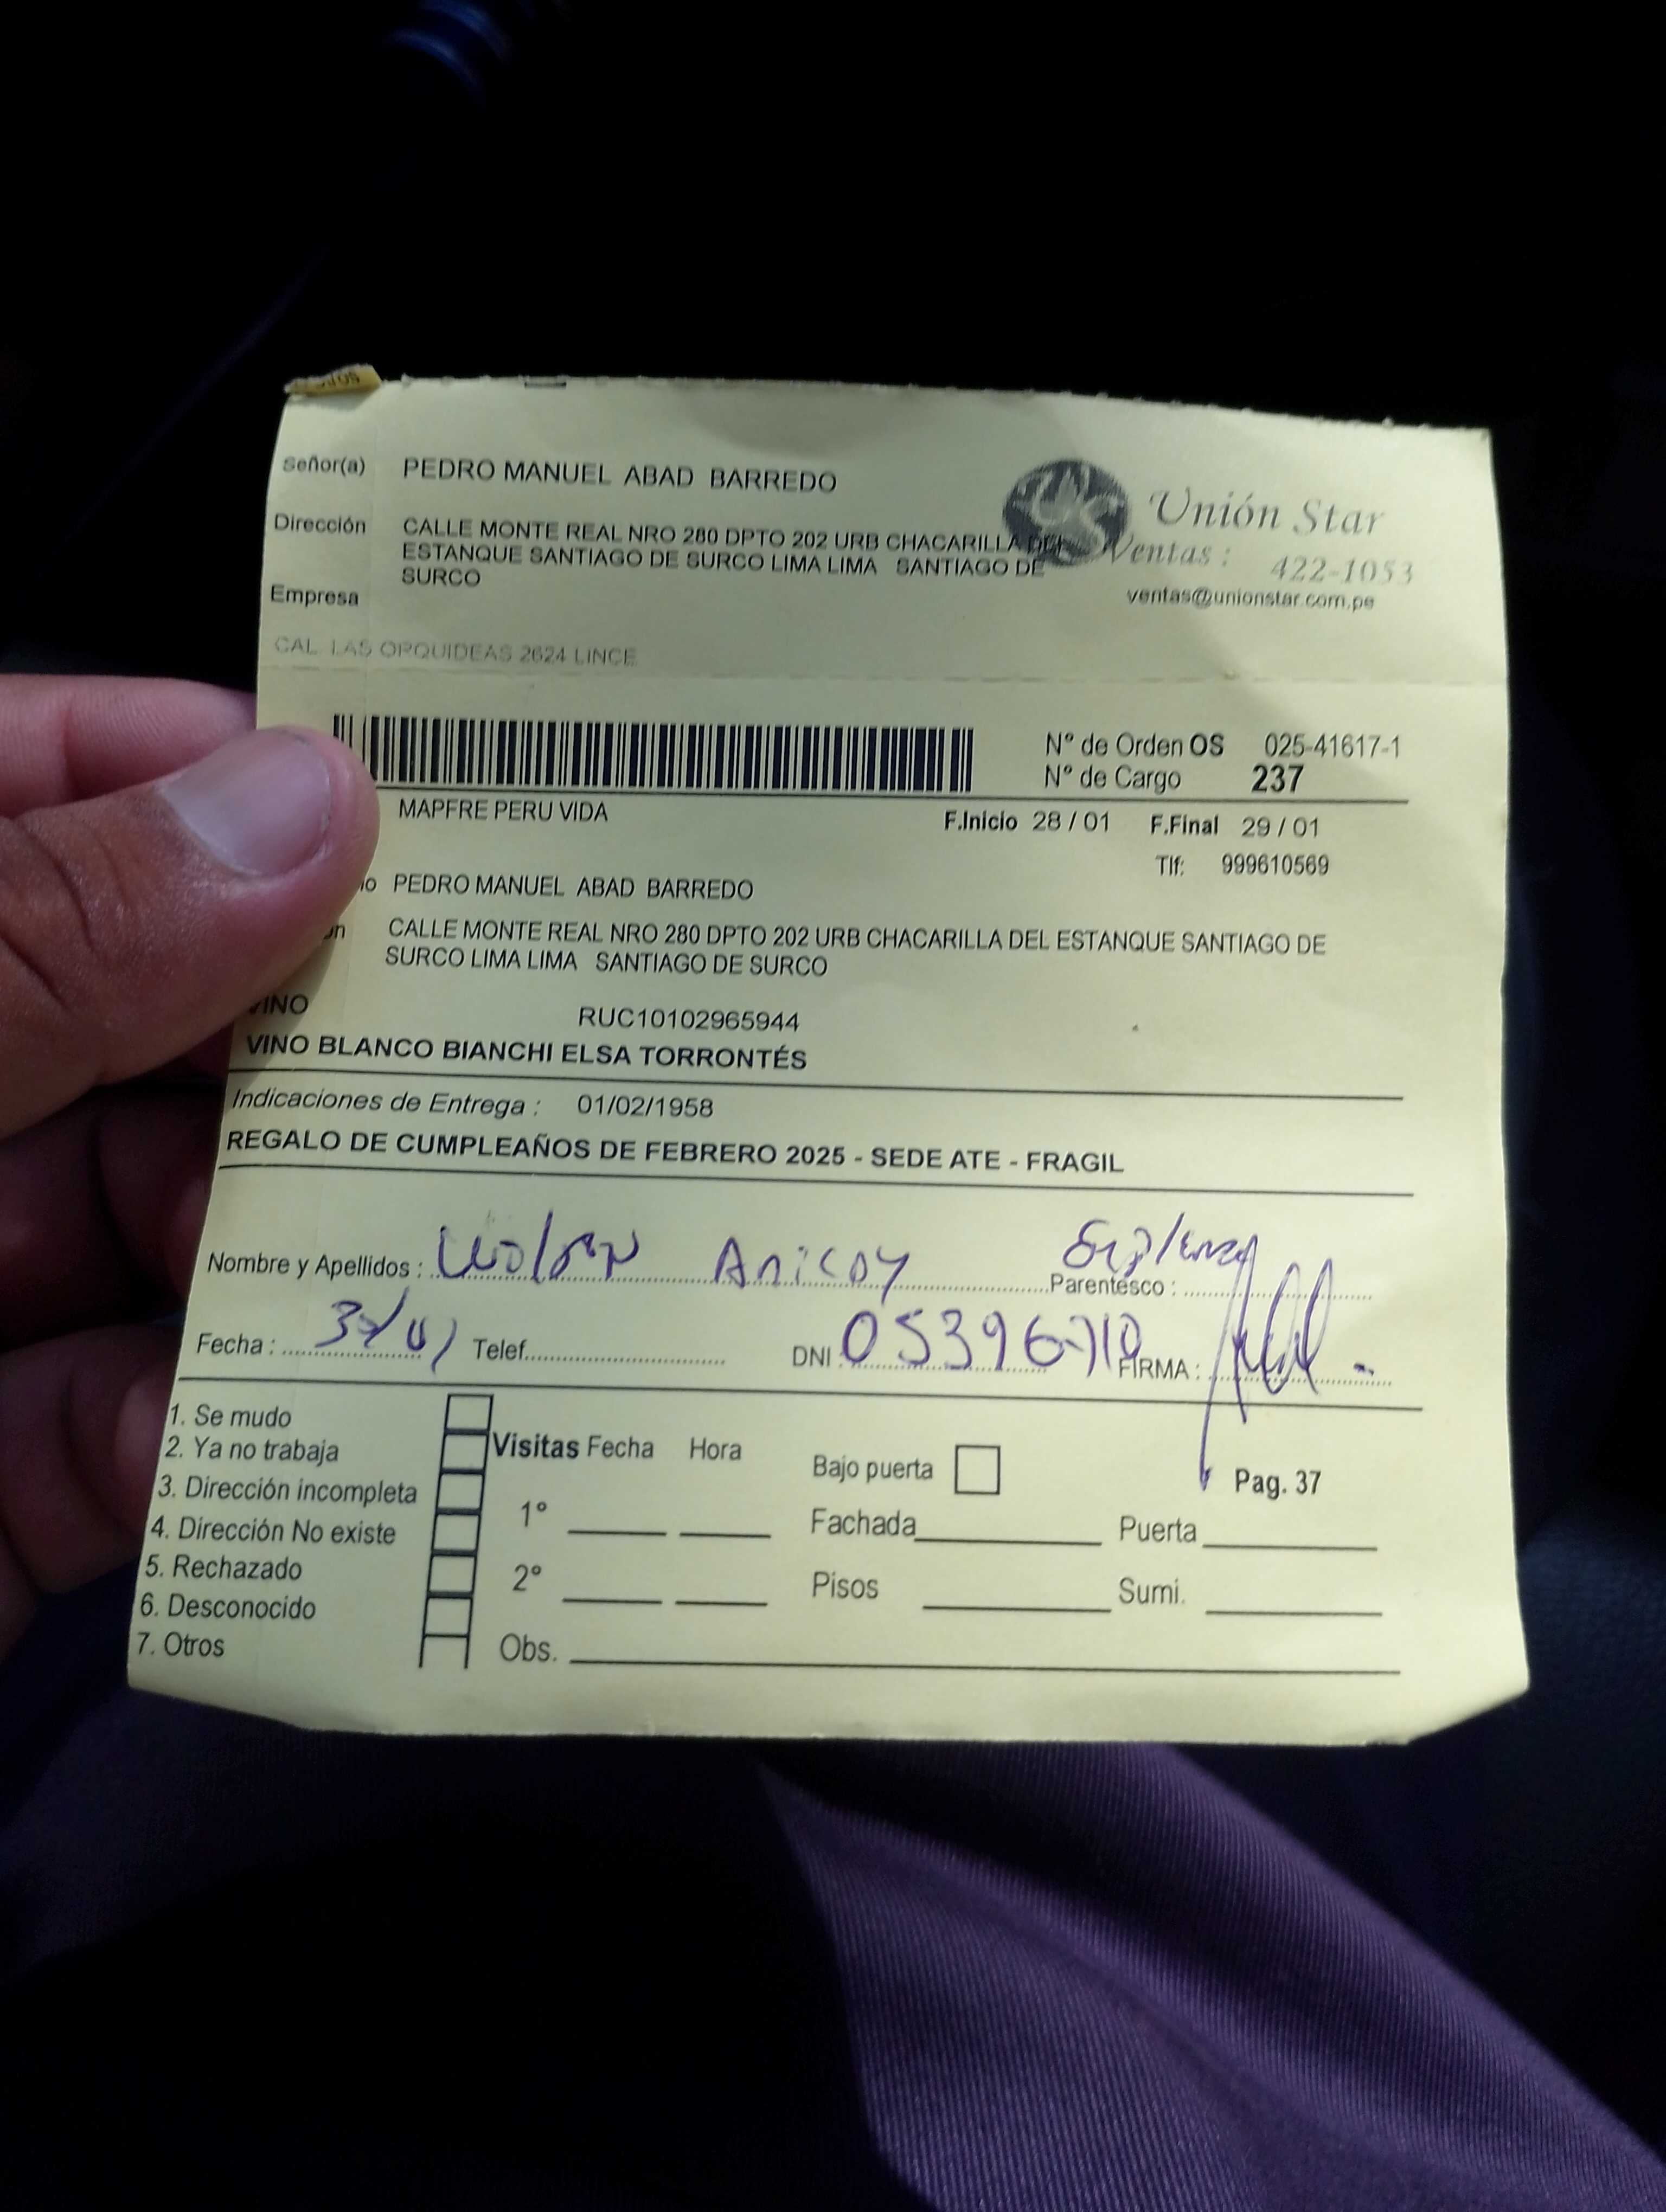 Señor(a) PEDRO MANUEL ABAD BARREDO
Unión Star
Dirección CALLE MONTE REAL NRO 280 DPTO 202 URB CHACARILLA DEL
ESTANQUE SANTIAGO DE SURCO LIMA LIMA SANTIAGO DE
SURCO
Ventas : 422-1053
ventas@unionstar.com.pe
Empresa
CAL. LAS ORQUIDEAS 2624 LINCE
N° de Orden OS 025-41617-1
N° de Cargo 237
MAPFRE PERU VIDA
F.Inicio 28 / 01 F.Final 29 / 01
Tlf: 999610569
PEDRO MANUEL ABAD BARREDO
CALLE MONTE REAL NRO 280 DPTO 202 URB CHACARILLA DEL ESTANQUE SANTIAGO DE
SURCO LIMA LIMA SANTIAGO DE SURCO
VINO RUC10102965944
VINO BLANCO BIANCHI ELSA TORRONTÉS
Indicaciones de Entrega : 01/02/1958
REGALO DE CUMPLEAÑOS DE FEBRERO 2025 - SEDE ATE - FRAGIL
Nombre y Apellidos : Parentesco :
Fecha : Telef. DNI 05396710 FIRMA :
1. Se mudo
2. Ya no trabaja
3. Dirección incompleta
4. Dirección No existe
5. Rechazado
6. Desconocido
7. Otros
Visitas Fecha Hora
1°
2°
Obs.
Bajo puerta
Pag. 37
Fachada Puerta
Pisos Sumi.